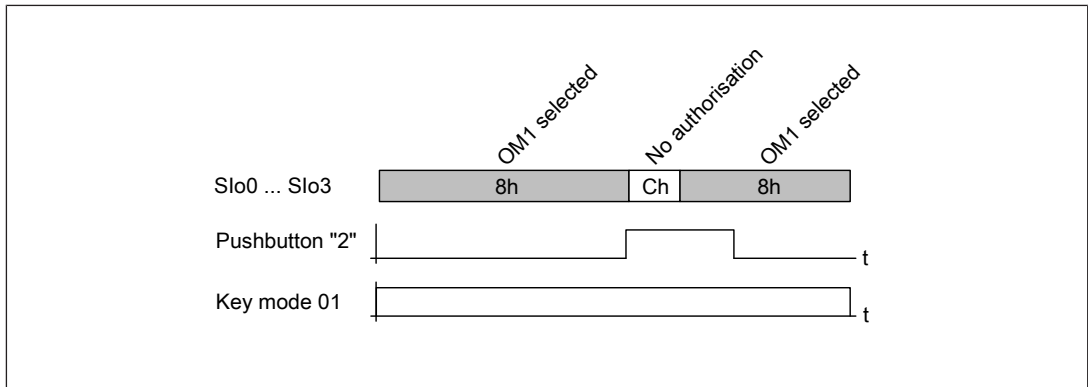 OM1 selected
No authorisation
OM1 selected
SIo0 ... SIo3
8h
Ch
8h
Pushbutton "2"
t
Key mode 01
t